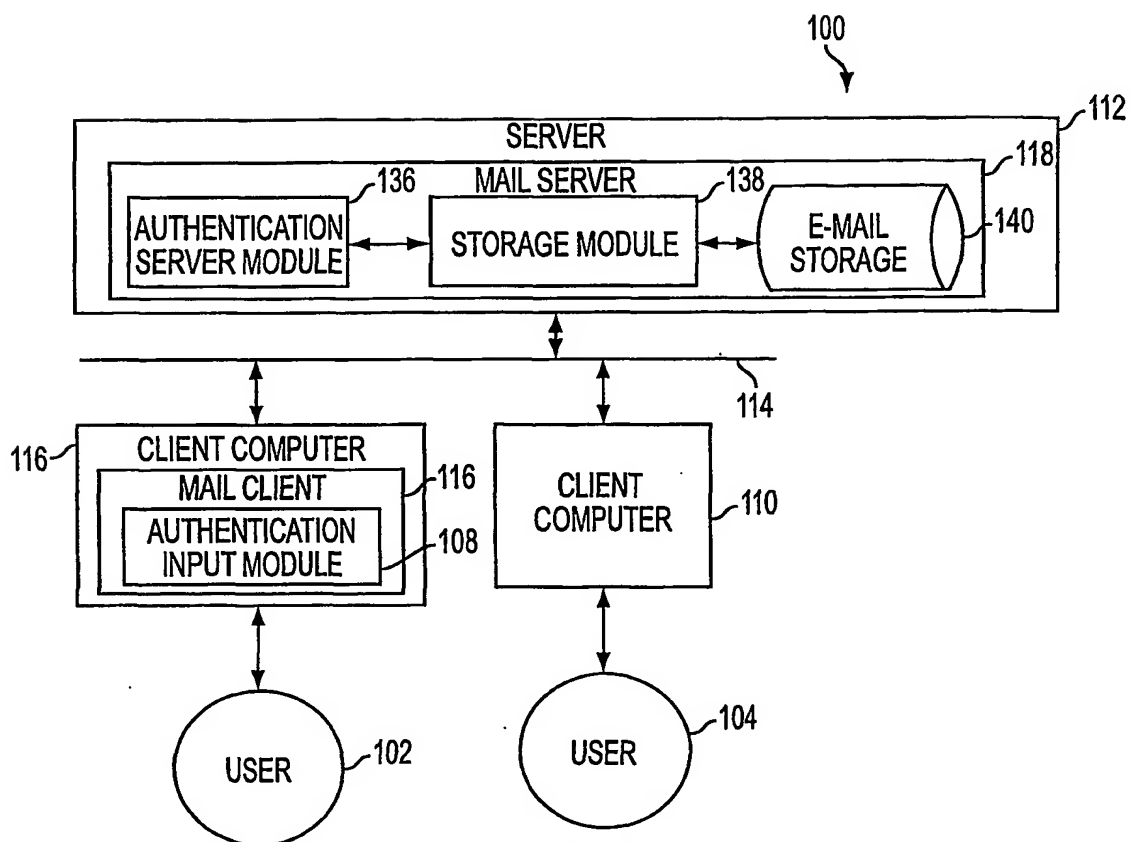 100
SERVER
112
MAIL SERVER
118
136
AUTHENTICATION
SERVER MODULE
138
STORAGE MODULE
E-MAIL
STORAGE
140
114
116
CLIENT COMPUTER
MAIL CLIENT
116
AUTHENTICATION
INPUT MODULE
108
CLIENT
COMPUTER
110
USER
102
USER
104